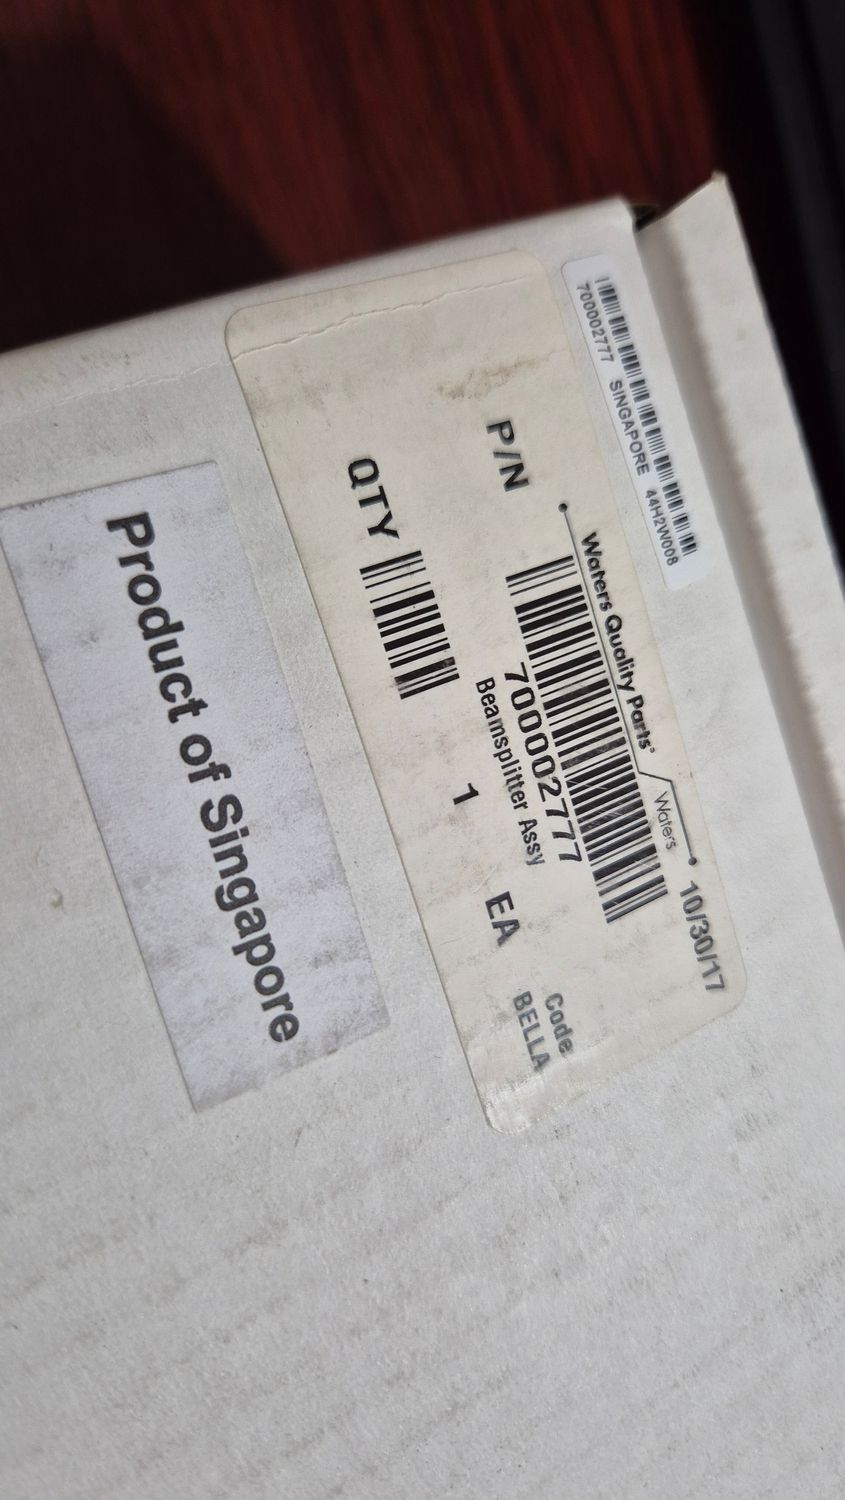 700002777 SINGAPORE 44H2W008
Waters Quality Parts®
Waters
10/30/17
P/N
700002777
Beamsplitter Assy
Code:
BELLA
QTY
1
EA
Product of Singapore